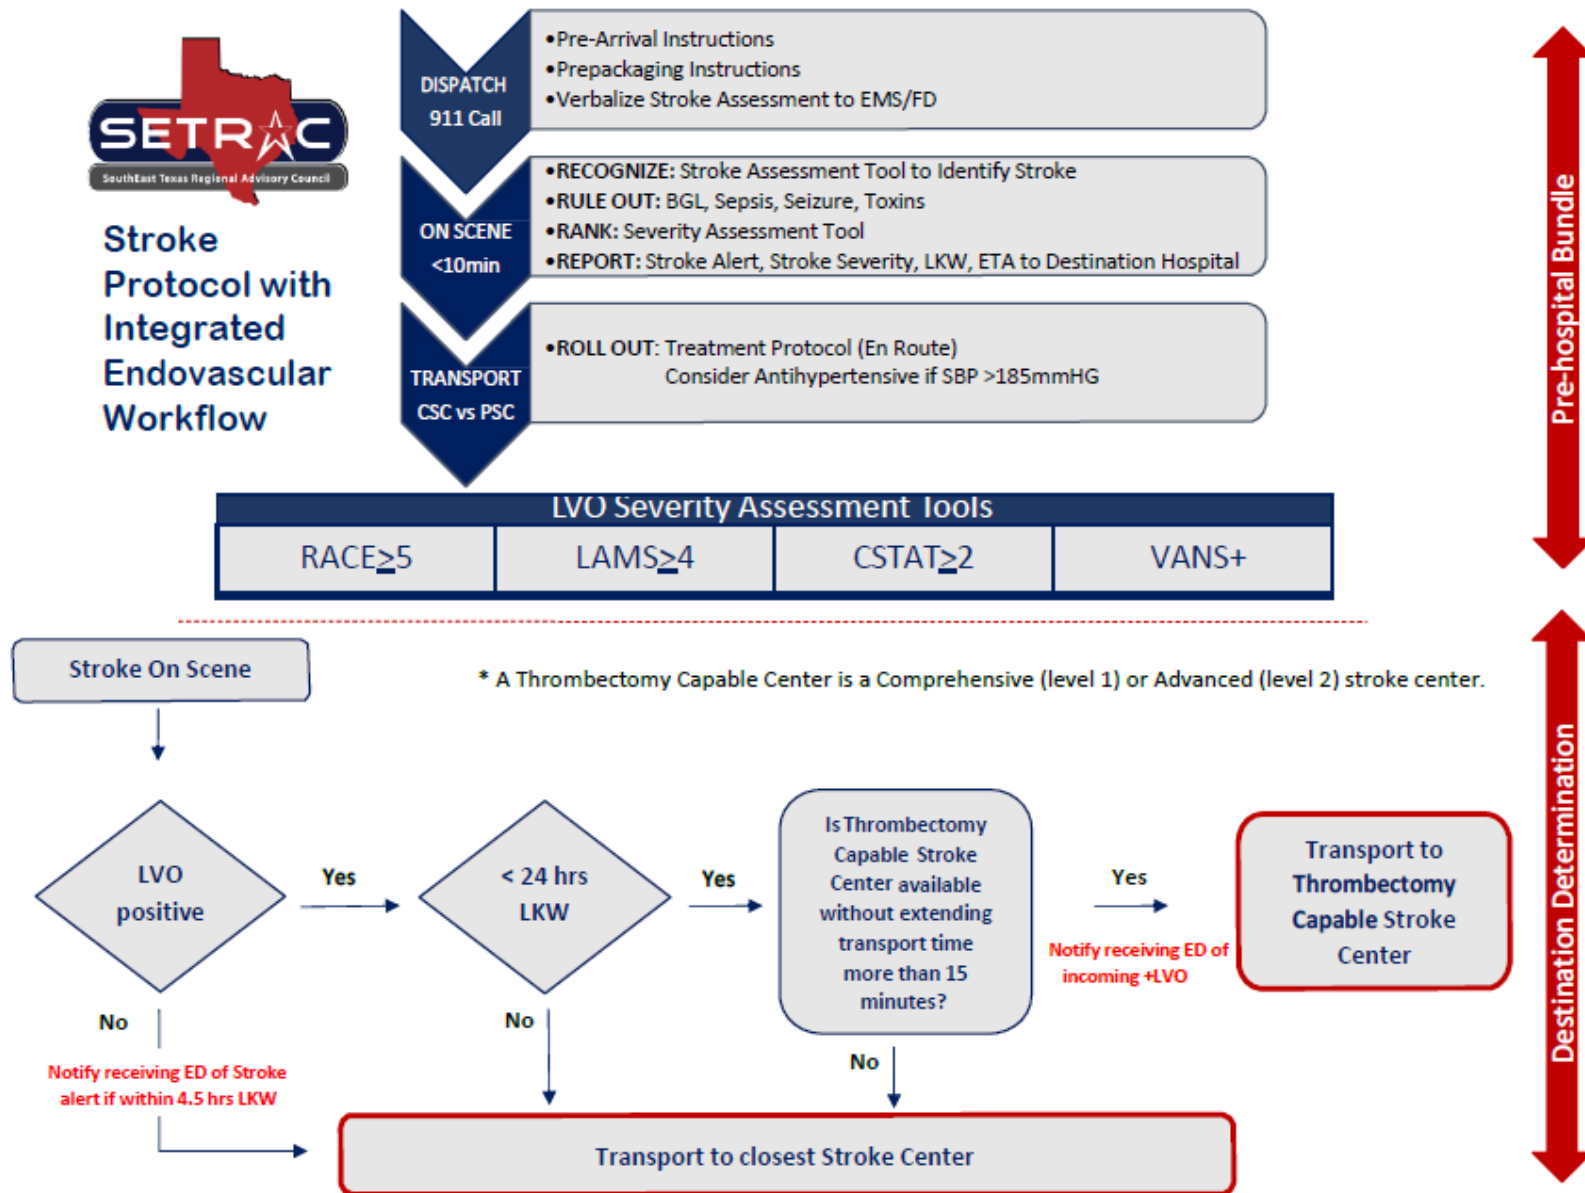 SETRAC
SouthEast Texas Regional Advisory Council
Stroke
Protocol with
Integrated
Endovascular
Workflow
DISPATCH
911 Call
•Pre-Arrival Instructions
•Prepackaging Instructions
•Verbalize Stroke Assessment to EMS/FD
ON SCENE
<10min
•RECOGNIZE: Stroke Assessment Tool to Identify Stroke
•RULE OUT: BGL, Sepsis, Seizure, Toxins
•RANK: Severity Assessment Tool
•REPORT: Stroke Alert, Stroke Severity, LKW, ETA to Destination Hospital
TRANSPORT
CSC vs PSC
•ROLL OUT: Treatment Protocol (En Route)
Consider Antihypertensive if SBP >185mmHG
Pre-hospital Bundle
LVO Severity Assessment Tools
RACE≥5
LAMS≥4
CSTAT≥2
VANS+
Stroke On Scene
* A Thrombectomy Capable Center is a Comprehensive (level 1) or Advanced (level 2) stroke center.
LVO
positive
Yes
< 24 hrs
LKW
Yes
Is Thrombectomy
Capable Stroke
Center available
without extending
transport time
more than 15
minutes?
Yes
Notify receiving ED of
incoming +LVO
Transport to
Thrombectomy
Capable Stroke
Center
No
Notify receiving ED of Stroke
alert if within 4.5 hrs LKW
No
No
Transport to closest Stroke Center
Destination Determination